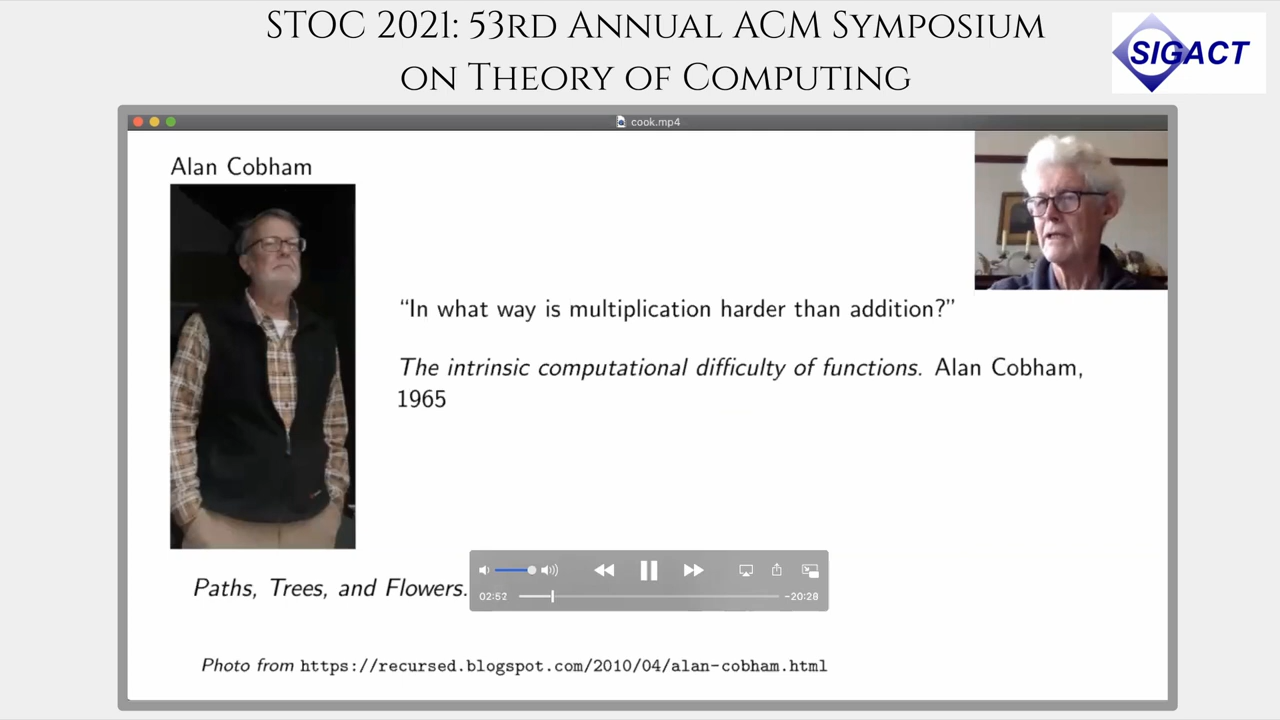 STOC 2021: 53rd Annual ACM Symposium
on Theory of Computing
SIGACT
cook.mp4
Alan Cobham
“In what way is multiplication harder than addition?”
The intrinsic computational difficulty of functions. Alan Cobham,
1965
Paths, Trees, and Flowers.
02:52
-20:28
Photo from https://recursed.blogspot.com/2010/04/alan-cobham.html